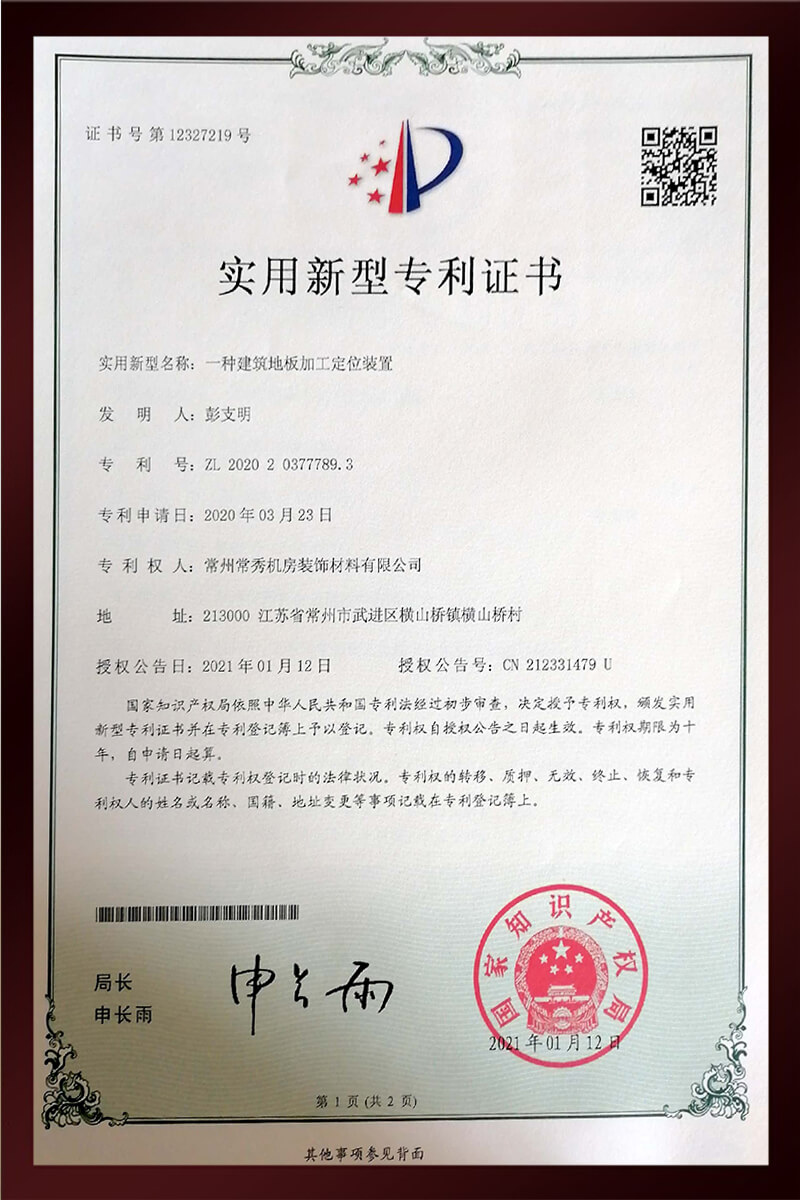 证书号第12327219号
实用新型专利证书
实用新型名称：一种建筑地板加工定位装置
发明人：彭支明
专利号：ZL 2020 2 0377789.3
专利申请日：2020年03月23日
专利权人：常州常秀机房装饰材料有限公司
地址：213000 江苏省常州市武进区横山桥镇横山桥村
授权公告日：2021年01月12日 授权公告号：CN 212331479 U
国家知识产权局依照中华人民共和国专利法经过初步审查，决定授予专利权，颁发实用
新型专利证书并在专利登记簿上予以登记。专利权自授权公告之日起生效。专利权期限为十
年，自申请日起算。
专利证书记载专利权登记时的法律状况。专利权的转移、质押、无效、终止、恢复和专
利权人的姓名或名称、国籍、地址变更等事项记载在专利登记簿上。
局长
申长雨
申长雨
国家知识产权局
2021年01月12日
第 1 页 (共 2 页)
其他事项参见背面